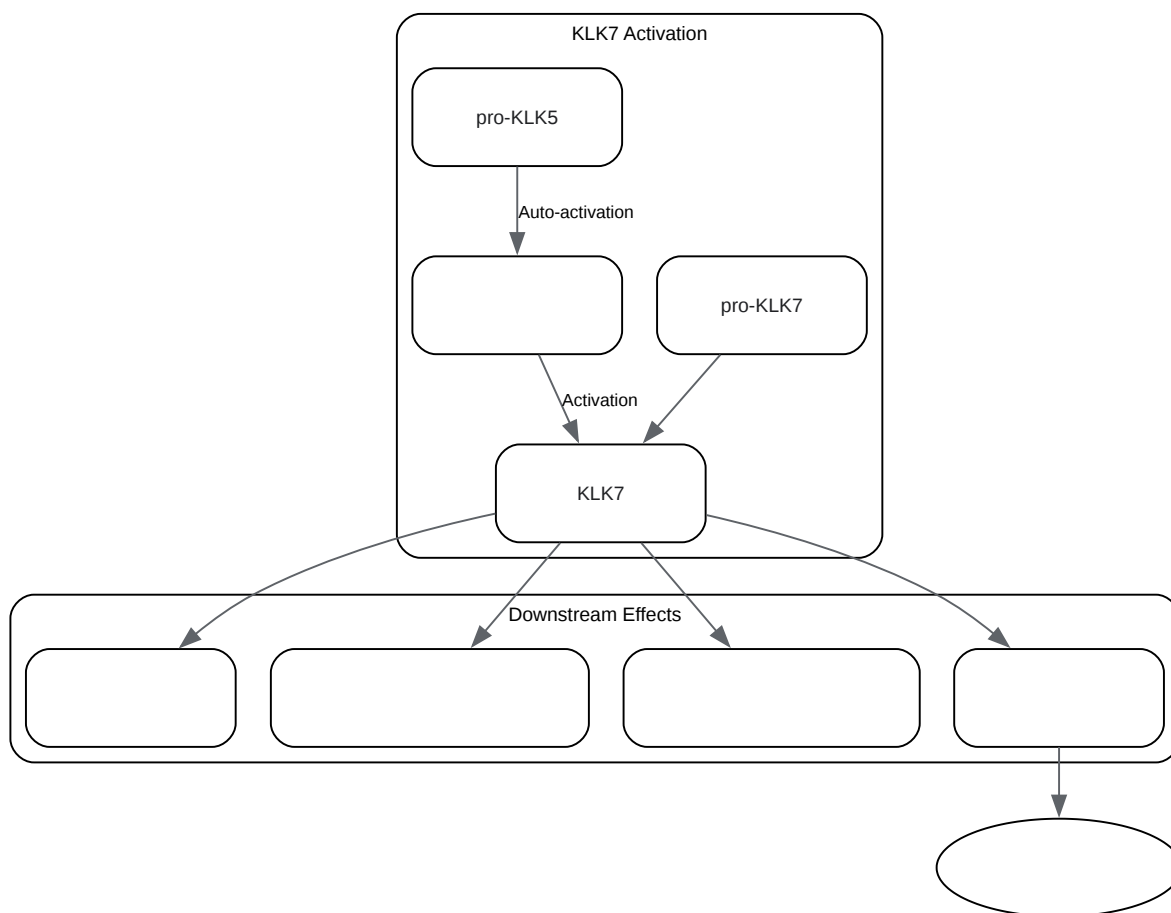 KLK7 Activation
pro-KLK5
Auto-activation
pro-KLK7
Activation
KLK7
Downstream Effects